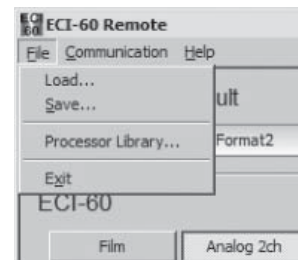 ECI 60 ECI-60 Remote
File Communication Help
Load...
Save...
ult
Processor Library...
Format2
Exit
ECI-60
Film Analog 2ch